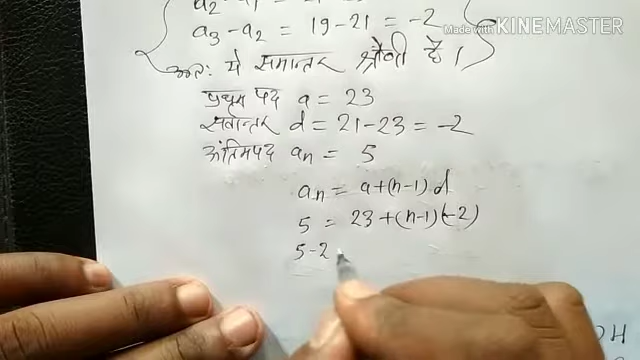 Made with KINEMASTER
a₃ - a₂ = 19 - 21 = -2
अतः ये समान्तर श्रेणी है।
प्रथम पद a = 23
सर्वान्तर d = 21 - 23 = -2
अंतिम पद aₙ = 5
aₙ = a + (n-1) d
5 = 23 + (n-1) (-2)
5 - 2